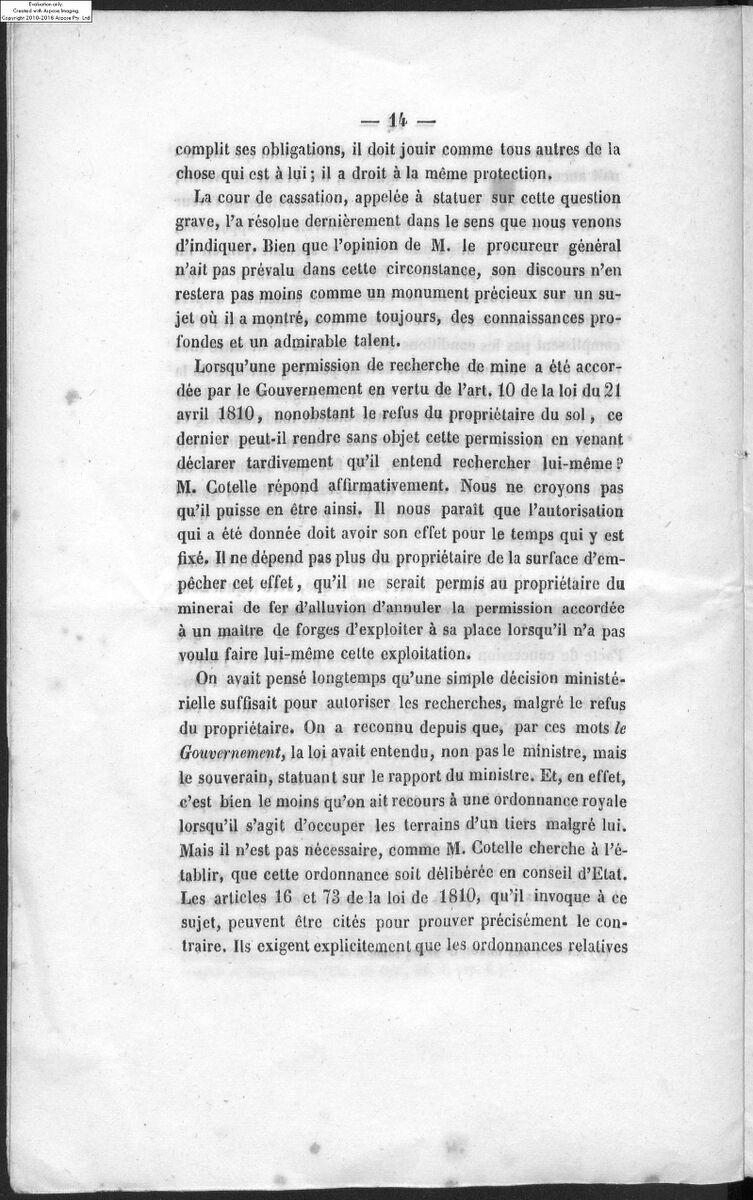 Evaluation only.
Created with Aspose.Imaging.
Copyright 2010-2016 Aspose Pty Ltd.
— 14 —
complit ses obligations, il doit jouir comme tous autres de la
chose qui est à lui; il a droit à la même protection.
La cour de cassation, appelée à statuer sur cette question
grave, l'a résolue dernièrement dans le sens que nous venons
d'indiquer. Bien que l'opinion de M. le procureur général
n'ait pas prévalu dans cette circonstance, son discours n'en
restera pas moins comme un monument précieux sur un su-
jet où il a montré, comme toujours, des connaissances pro-
fondes et un admirable talent.
Lorsqu'une permission de recherche de mine a été accor-
dée par le Gouvernement en vertu de l'art. 10 de la loi du 21
avril 1810, nonobstant le refus du propriétaire du sol, ce
dernier peut-il rendre sans objet cette permission en venant
déclarer tardivement qu'il entend rechercher lui-même?
M. Cotelle répond affirmativement. Nous ne croyons pas
qu'il puisse en être ainsi. Il nous paraît que l'autorisation
qui a été donnée doit avoir son effet pour le temps qui y est
fixé. Il ne dépend pas plus du propriétaire de la surface d'em-
pêcher cet effet, qu'il ne serait permis au propriétaire du
minerai de fer d'alluvion d'annuler la permission accordée
à un maître de forges d'exploiter à sa place lorsqu'il n'a pas
voulu faire lui-même cette exploitation.
On avait pensé longtemps qu'une simple décision ministé-
rielle suffisait pour autoriser les recherches, malgré le refus
du propriétaire. On a reconnu depuis que, par ces mots le
Gouvernement, la loi avait entendu, non pas le ministre, mais
le souverain, statuant sur le rapport du ministre. Et, en effet,
c'est bien le moins qu'on ait recours à une ordonnance royale
lorsqu'il s'agit d'occuper les terrains d'un tiers malgré lui.
Mais il n'est pas nécessaire, comme M. Cotelle cherche à l'é-
tablir, que cette ordonnance soit délibérée en conseil d'Etat.
Les articles 16 et 73 de la loi de 1810, qu'il invoque à ce
sujet, peuvent être cités pour prouver précisément le con-
traire. Ils exigent explicitement que les ordonnances relatives